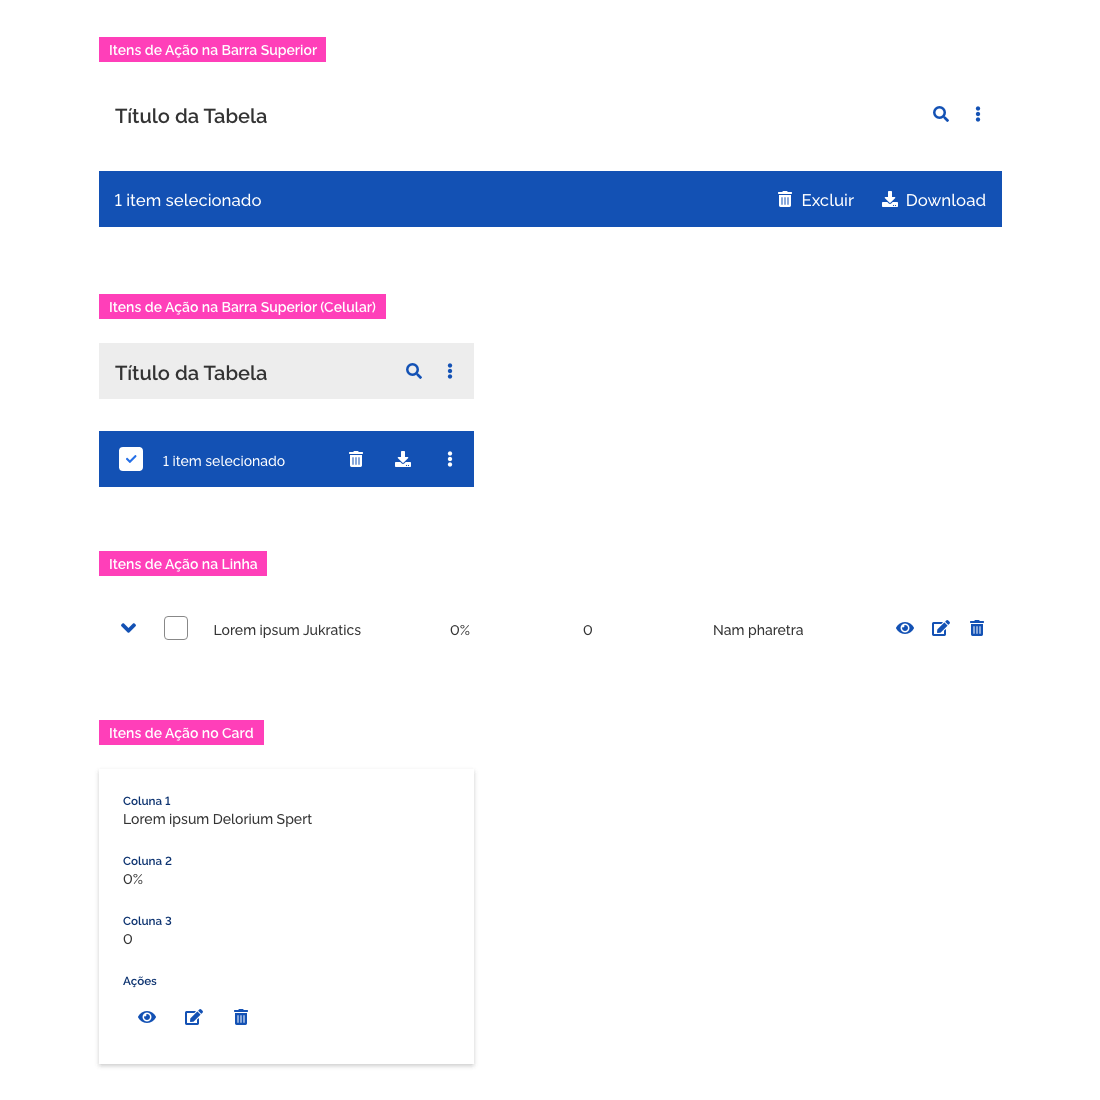 Itens de Ação na Barra Superior
Título da Tabela
1 item selecionado Excluir Download
Itens de Ação na Barra Superior (Celular)
Título da Tabela
1 item selecionado
Itens de Ação na Linha
Lorem ipsum Jukratics 0% 0 Nam pharetra
Itens de Ação no Card
Coluna 1
Lorem ipsum Delorium Spert
Coluna 2
0%
Coluna 3
0
Ações